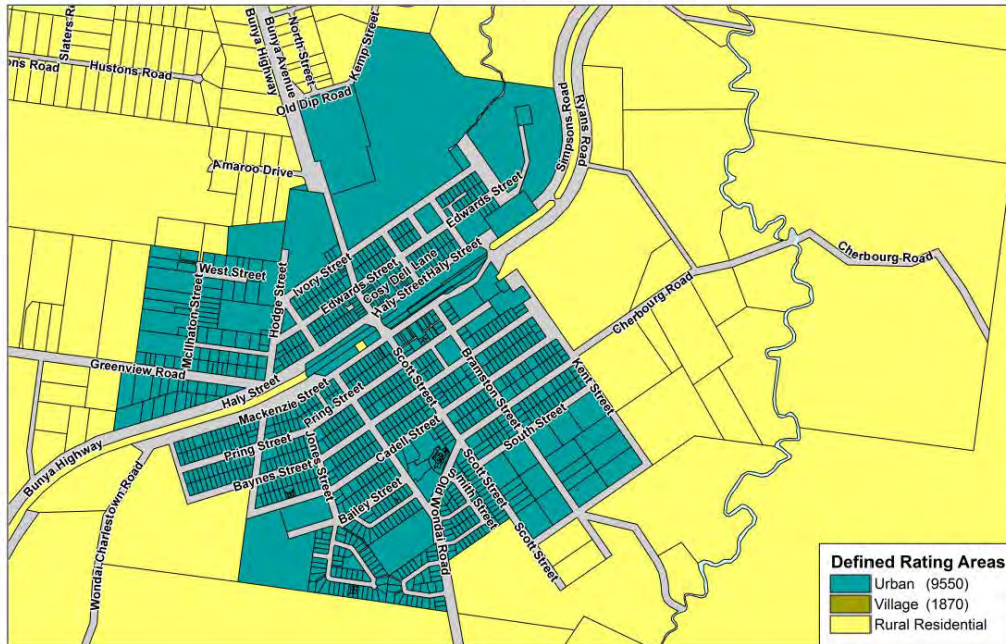 Slaters R
ons Road
Hustons Road
Bunya Highway
Bunya Avenue
North Street
Kemp Street
Old Dip Road
Amaroo Drive
Simpsons Road
Ryans Road
Edwards Street
West Street
McIlhaton Street
Hodge Street
Ivory Street
Edwards Street
Cosy Dell Lane
Haly Street
Haly Street
Cherbourg Road
Cherbourg Road
Greenview Road
Haly Street
Mackenzie Street
Pring Street
Scott Street
Bramston Street
Kent Street
Bunya Highway
Pring Street
Jones Street
Cadell Street
South Street
Baynes Street
Bailey Street
Scott Street
Smith Street
Old Wondai Road
Scott Street
Wondai Charlestown Road
Defined Rating Areas
Urban (9550)
Village (1870)
Rural Residential